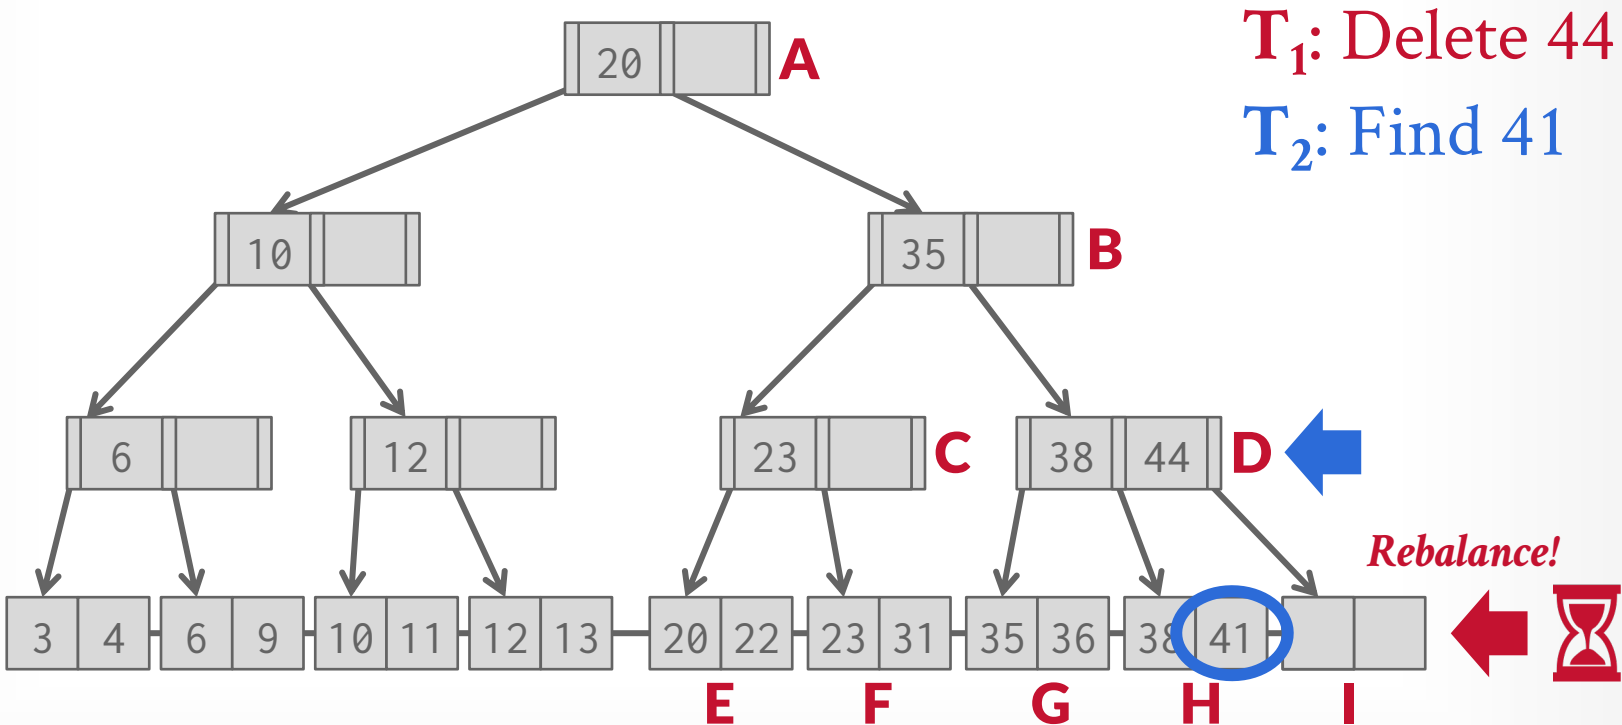 T1: Delete 44
T2: Find 41
20 A
10
35 B
6
12
23 C
38 44 D
Rebalance!
3 4 6 9 10 11 12 13 20 22 23 31 35 36 38 41
E F G H I